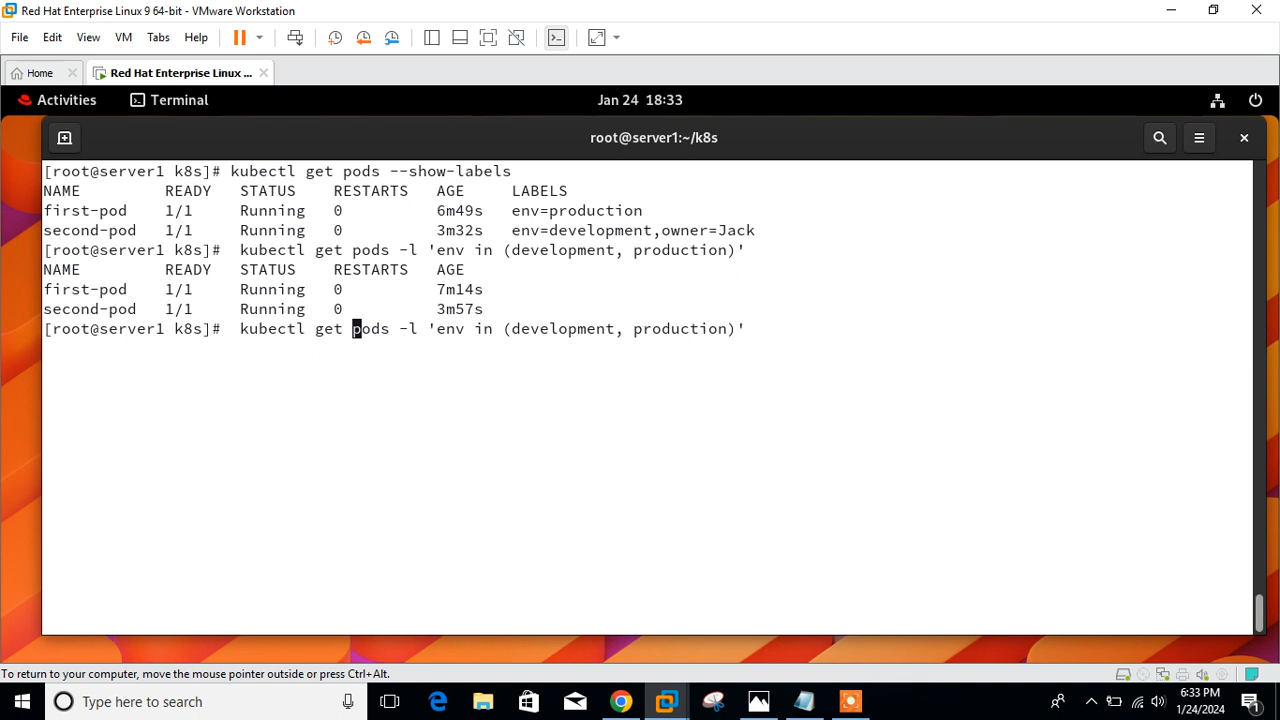 Red Hat Enterprise Linux 9 64-bit - VMware Workstation
File Edit View VM Tabs Help
Home Red Hat Enterprise Linux ...
Activities Terminal Jan 24 18:33
root@server1:~/k8s
[root@server1 k8s]# kubectl get pods --show-labels
NAME READY STATUS RESTARTS AGE LABELS
first-pod 1/1 Running 0 6m49s env=production
second-pod 1/1 Running 0 3m32s env=development,owner=Jack
[root@server1 k8s]# kubectl get pods -l 'env in (development, production)'
NAME READY STATUS RESTARTS AGE
first-pod 1/1 Running 0 7m14s
second-pod 1/1 Running 0 3m57s
[root@server1 k8s]# kubectl get pods -l 'env in (development, production)'
To return to your computer, move the mouse pointer outside or press Ctrl+Alt.
Type here to search
6:33 PM
1/24/2024
1